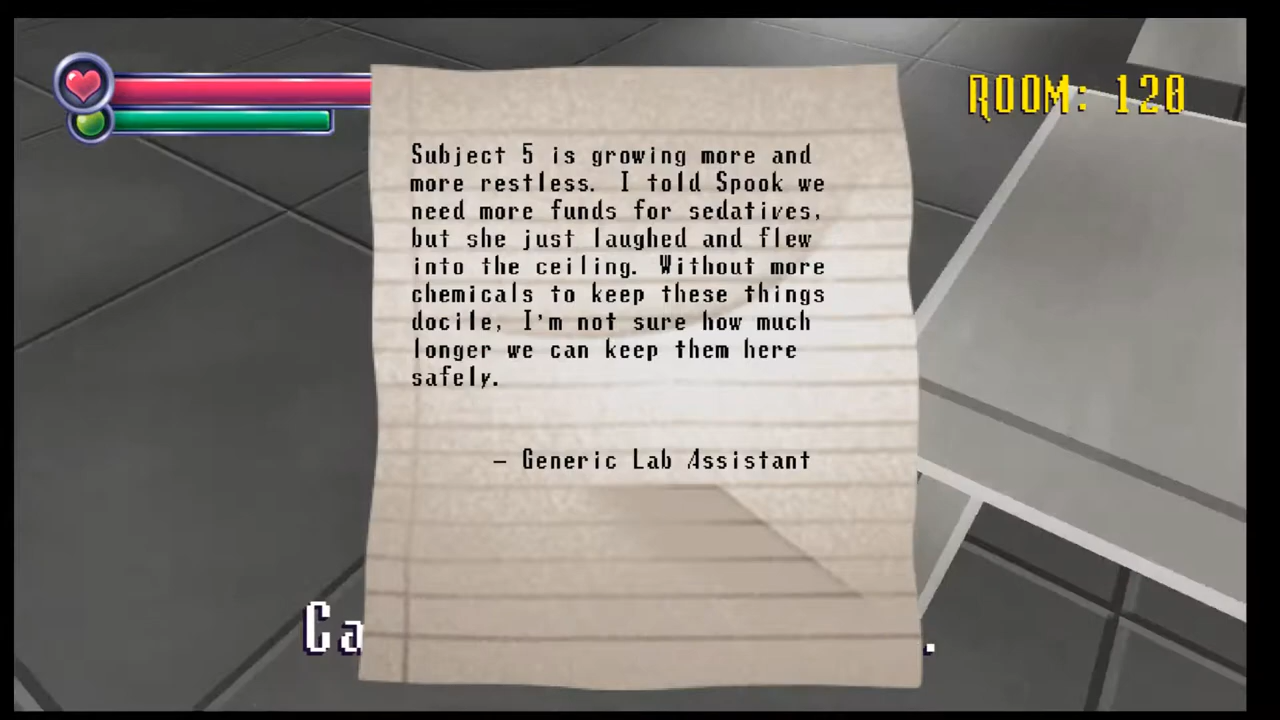 ROOM: 120
Subject 5 is growing more and
more restless. I told Spook we
need more funds for sedatives,
but she just laughed and flew
into the ceiling. Without more
chemicals to keep these things
docile, I'm not sure how much
longer we can keep them here
safely.
- Generic Lab Assistant
Ca
.